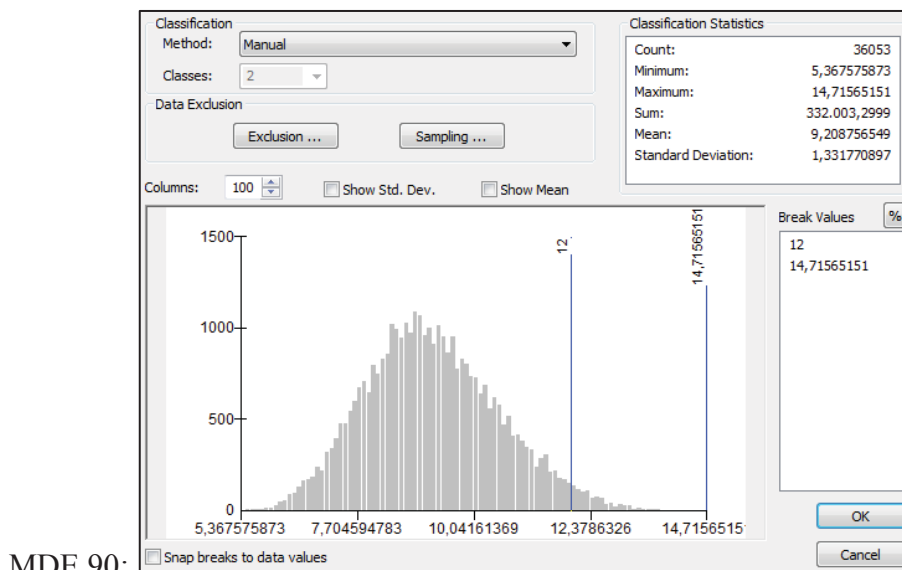 Classification
Method: Manual
Classes: 2
Data Exclusion
Exclusion ...
Sampling ...
Classification Statistics
Count: 36053
Minimum: 5,367575873
Maximum: 14,71565151
Sum: 332.003,2999
Mean: 9,208756549
Standard Deviation: 1,331770897
Columns: 100
Show Std. Dev.
Show Mean
1500
1000
500
0
12
14,71565151
5,367575873 7,704594783 10,04161369 12,3786326 14,7156515
Break Values %
12
14,71565151
OK
Cancel
MDE 90: Snap breaks to data values